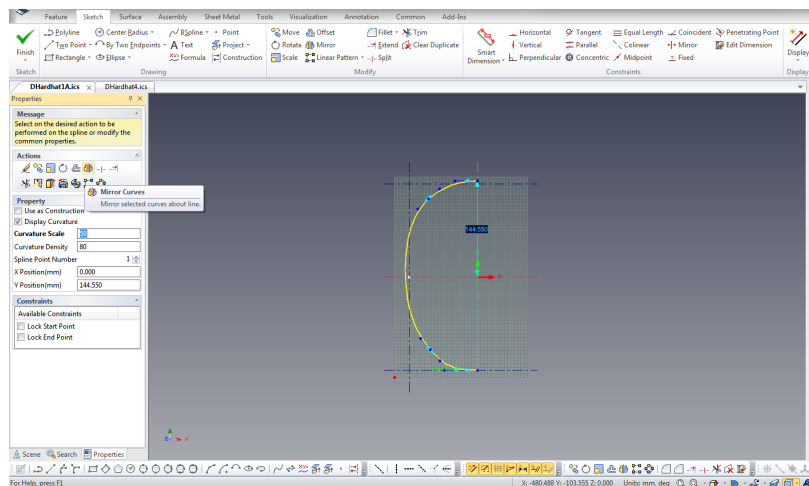 Feature Sketch Surface Assembly Sheet Metal Tools Visualization Annotation Common Add-Ins
Polyline Center Radius BSpline Point Move Offset Fillet Trim Horizontal Tangent Equal Length Coincident Penetrating Point
Two Point By Two Endpoints Text Project Rotate Mirror Extend Clear Duplicate Vertical Parallel Colinear Mirror Edit Dimension
Finish Rectangle Ellipse Formula Construction Scale Linear Pattern Split Smart Dimension Perpendicular Concentric Midpoint Fixed Display
Sketch Drawing Modify Constraints Display
DHardhat1A.ics x DHardhat4.ics
Properties
Message
Select on the desired action to be
performed on the spline or modify the
common properties.
Actions
Mirror Curves
Mirror selected curves about line.
Property
Use as Construction
Display Curvature
Curvature Scale 50
Curvature Density 80
Spline Point Number 1
X Position(mm) 0.000
Y Position(mm) 144.550
Constraints
Available Constraints
Lock Start Point
Lock End Point
144.550
X
Z X
Scene Search Properties
For Help, press F1 X: -480.488 Y: -103.555 Z: 0.000 Units: mm, deg